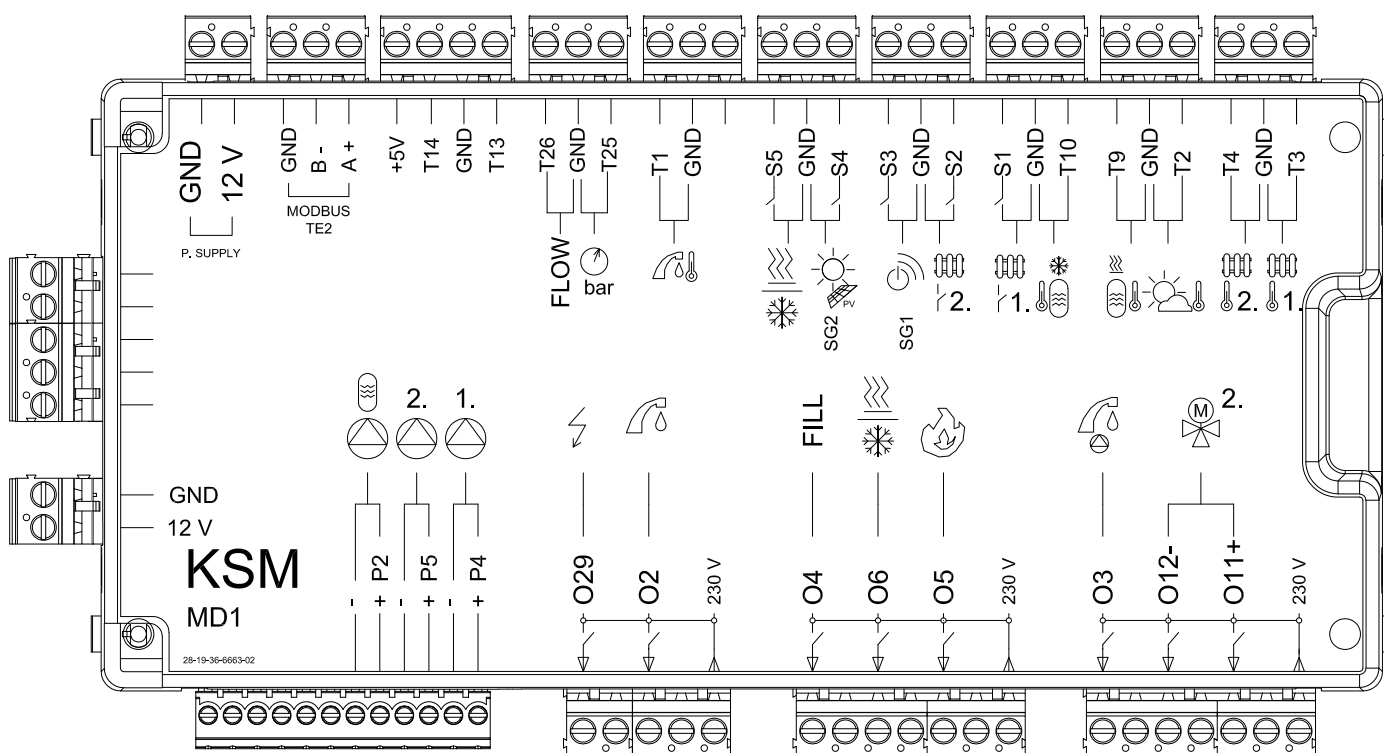 GND
12 V
P. SUPPLY
GND
B -
A +
MODBUS
TE2
+5V
T14
GND
T13
T26
GND
T25
FLOW
bar
T1
GND
S5
GND
S4
SG2
PV
S3
GND
S2
SG1
2.
S1
GND
T10
1.
T9
GND
T2
T4
GND
T3
2.
1.
2.
1.
FILL
M
2.
GND
12 V
KSM
MD1
28-19-36-6663-02
-
+ P2
-
+ P5
-
+ P4
O29
O2
230 V
O4
O6
O5
230 V
O3
O12-
O11+
230 V